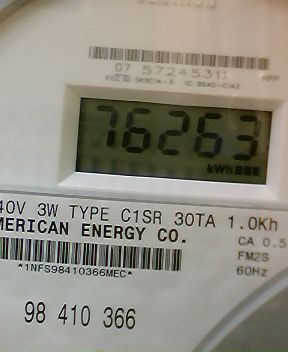 07 57245311
76263
kWh
40V 3W TYPE C1SR 30TA 1.0Kh
MERICAN ENERGY CO.
CA 0.5
FM2S
*1NFS98410366MEC*
60Hz
98 410 366